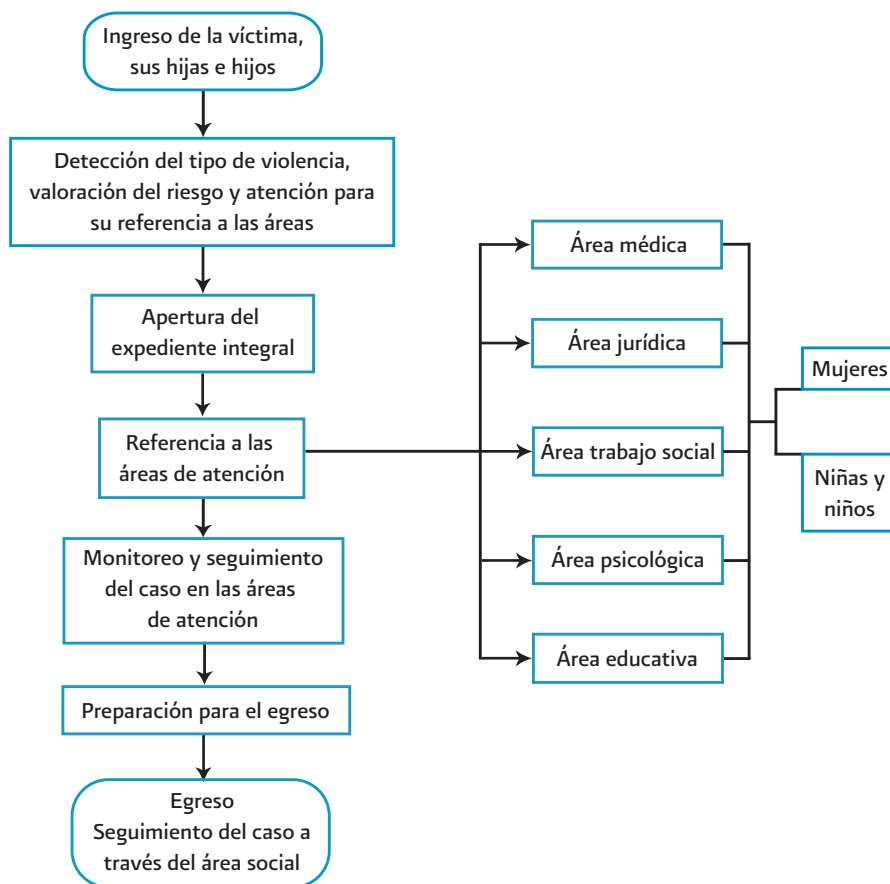 Ingreso de la víctima,
sus hijas e hijos
Detección del tipo de violencia,
valoración del riesgo y atención para
su referencia a las áreas
Apertura del
expediente integral
Referencia a las
áreas de atención
Monitoreo y seguimiento
del caso en las áreas
de atención
Preparación para el egreso
Egreso
Seguimiento del caso a
través del área social
Área médica
Área jurídica
Área trabajo social
Área psicológica
Área educativa
Mujeres
Niñas y
niños